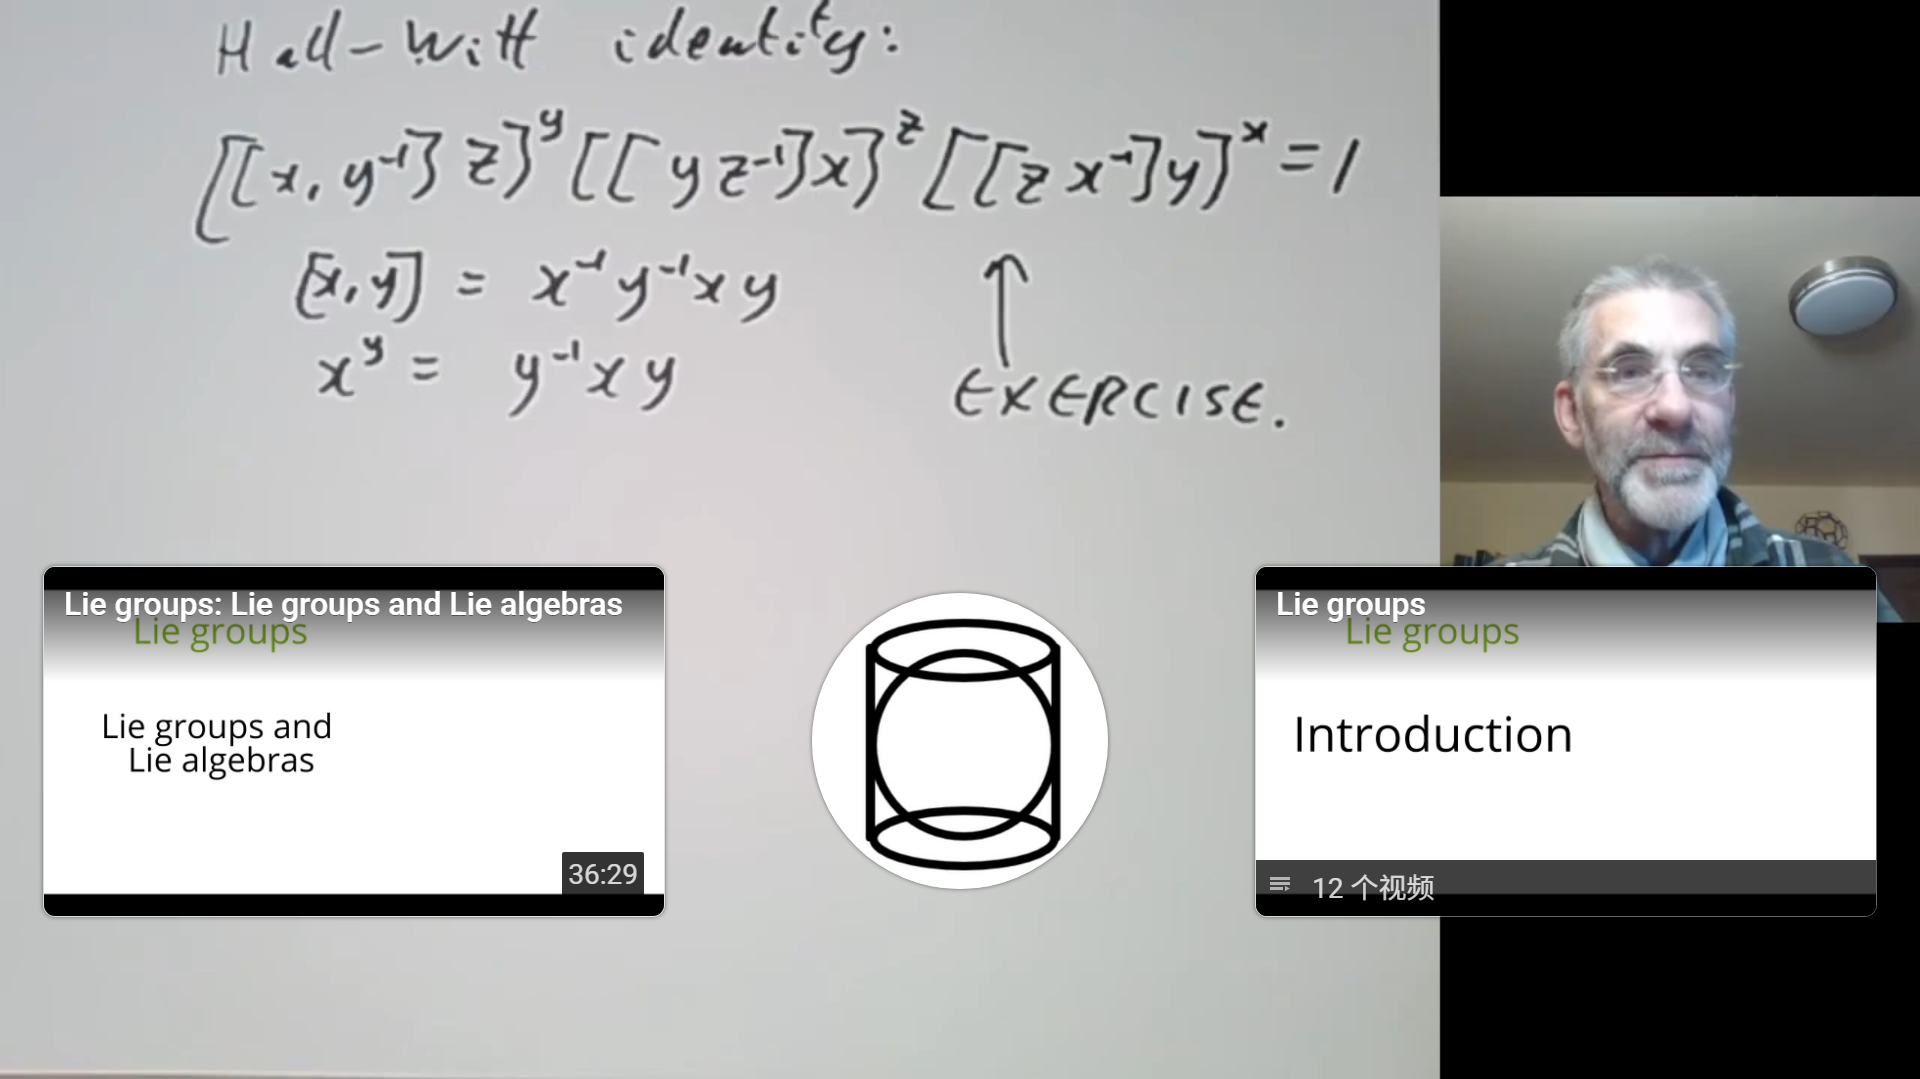 Hall-Witt identity:
[[x, y⁻¹] z]ʸ [[y z⁻¹] x]ᶻ [[z x⁻¹] y]ˣ = 1
[x, y] = x⁻¹ y⁻¹ x y
xʸ = y⁻¹ x y
↑
EXERCISE.
Lie groups: Lie groups and Lie algebras
Lie groups
Lie groups and
Lie algebras
36:29
Lie groups
Lie groups
Introduction
12 个视频